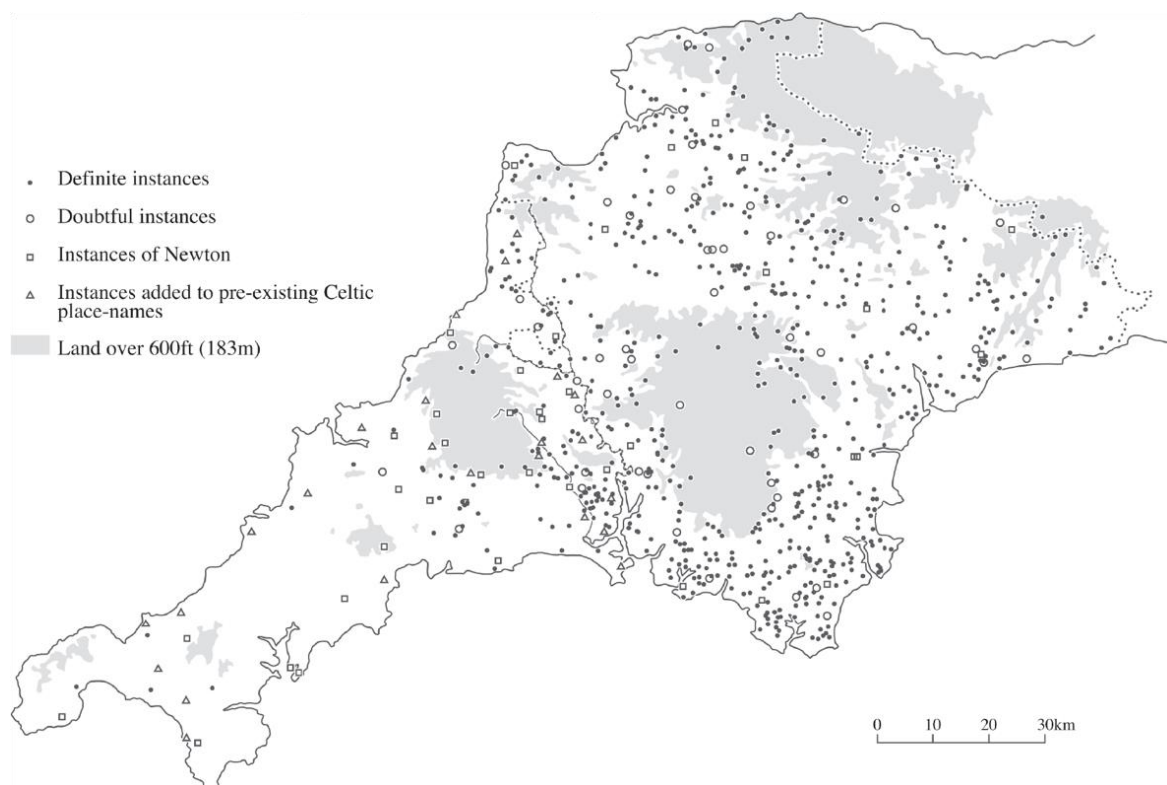 Definite instances
Doubtful instances
Instances of Newton
Instances added to pre-existing Celtic
place-names
Land over 600ft (183m)
0 10 20 30km